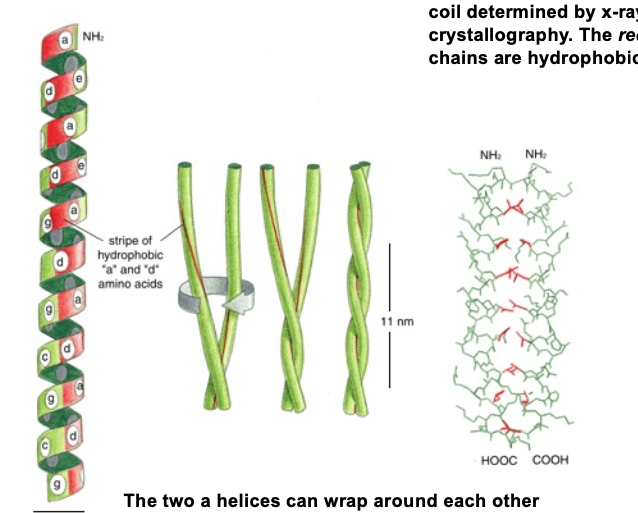 coil determined by x-ray
crystallography. The red
chains are hydrophobic
NH₂
a
e
d
a
e
d
a
g
d
a
g
d
c
a
g
d
c
g
stripe of
hydrophobic
"a" and "d"
amino acids
11 nm
NH₂ NH₂
HOOC COOH
The two a helices can wrap around each other